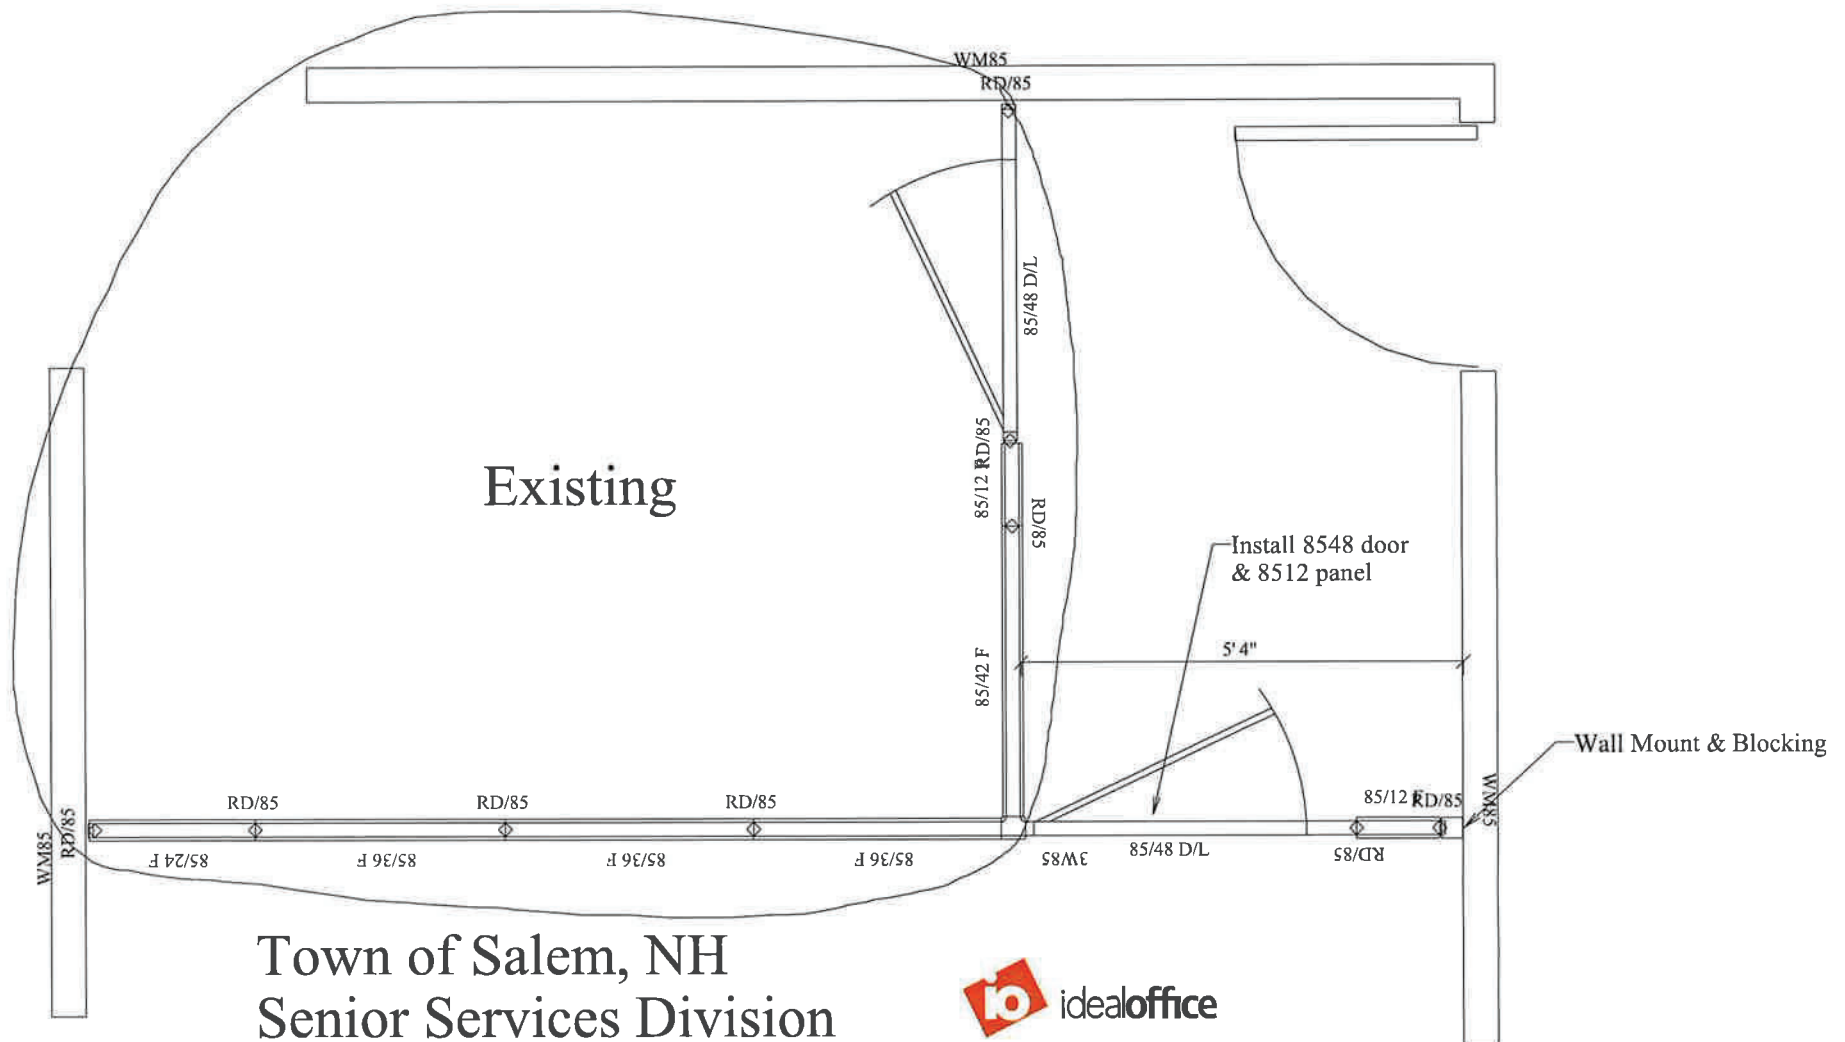 WM85
RD/85
85/48 D/L
Existing
RD/85
85/12 F
RD/85
Install 8548 door
& 8512 panel
5' 4"
85/42 F
Wall Mount & Blocking
RD/85
RD/85
RD/85
85/12 F
RD/85
WM85
WM85
RD/85
85/24 F
85/36 F
85/36 F
85/36 F
3W85
85/48 D/L
RD/85
Town of Salem, NH
Senior Services Division
io idealoffice